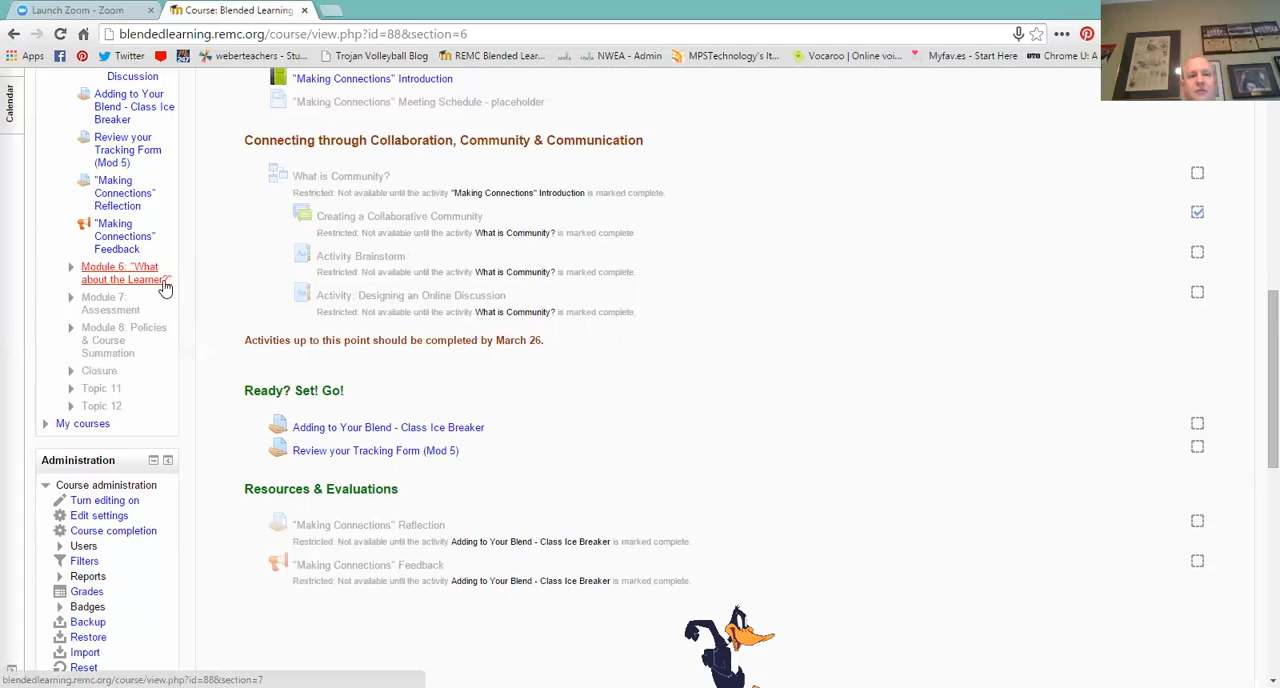 Launch Zoom - Zoom
Course: Blended Learning
blendedlearning.remc.org/course/view.php?id=88&section=6
Apps
Twitter
weberteachers - Stud...
Trojan Volleyball Blog
REMC Blended Lear...
NWEA - Admin
MPSTechnology's It...
Vocaroo | Online voi...
Myfav.es - Start Here
Chrome U: A
Calendar
Discussion
Adding to Your
Blend - Class Ice
Breaker
Review your
Tracking Form
(Mod 5)
"Making
Connections"
Reflection
"Making
Connections"
Feedback
Module 6: "What
about the Learner?"
Module 7:
Assessment
Module 8: Policies
& Course
Summation
Closure
Topic 11
Topic 12
My courses
Administration
Course administration
Turn editing on
Edit settings
Course completion
Users
Filters
Reports
Grades
Badges
Backup
Restore
Import
Reset
"Making Connections" Introduction
"Making Connections" Meeting Schedule - placeholder
Connecting through Collaboration, Community & Communication
What is Community?
Restricted: Not available until the activity "Making Connections" Introduction is marked complete.
Creating a Collaborative Community
Restricted: Not available until the activity What is Community? is marked complete.
Activity Brainstorm
Restricted: Not available until the activity What is Community? is marked complete.
Activity: Designing an Online Discussion
Restricted: Not available until the activity What is Community? is marked complete.
Activities up to this point should be completed by March 26.
Ready? Set! Go!
Adding to Your Blend - Class Ice Breaker
Review your Tracking Form (Mod 5)
Resources & Evaluations
"Making Connections" Reflection
Restricted: Not available until the activity Adding to Your Blend - Class Ice Breaker is marked complete.
"Making Connections" Feedback
Restricted: Not available until the activity Adding to Your Blend - Class Ice Breaker is marked complete.
blendedlearning.remc.org/course/view.php?id=88&section=7